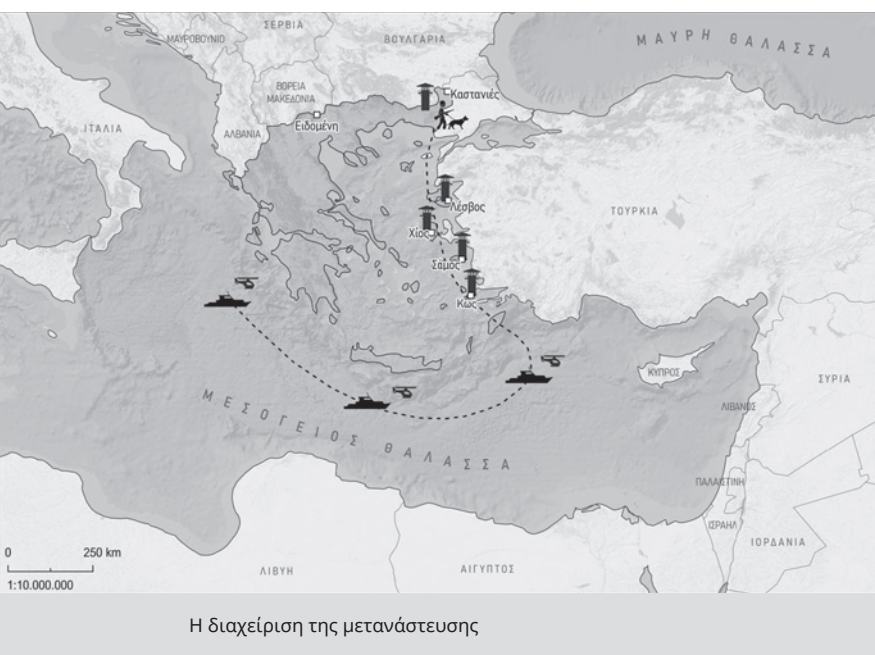 ΣΕΡΒΙΑ
ΜΑΥΡΟΒΟΥΝΙΟ
ΒΟΥΛΓΑΡΙΑ
ΜΑΥΡΗ ΘΑΛΑΣΣΑ
ΒΟΡΕΙΑ
ΜΑΚΕΔΟΝΙΑ
Καστανιές
ΙΤΑΛΙΑ
ΑΛΒΑΝΙΑ
Ειδομένη
Λέσβος
ΤΟΥΡΚΙΑ
Χίος
Σάμος
Κως
ΚΥΠΡΟΣ
ΣΥΡΙΑ
ΛΙΒΑΝΟΣ
ΜΕΣΟΓΕΙΟΣ ΘΑΛΑΣΣΑ
ΠΑΛΑΙΣΤΙΝΗ
ΙΣΡΑΗΛ
ΙΟΡΔΑΝΙΑ
0 250 km
ΛΙΒΥΗ
ΑΙΓΥΠΤΟΣ
1:10.000.000
Η διαχείριση της μετανάστευσης